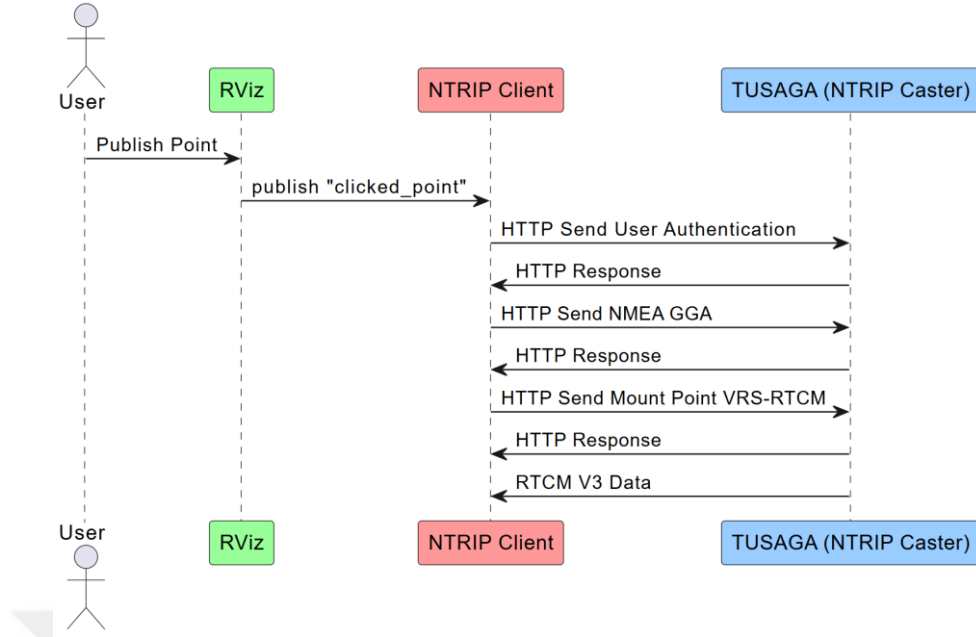 User
RViz
NTRIP Client
TUSAGA (NTRIP Caster)
Publish Point
publish "clicked_point"
HTTP Send User Authentication
HTTP Response
HTTP Send NMEA GGA
HTTP Response
HTTP Send Mount Point VRS-RTCM
HTTP Response
RTCM V3 Data
User
RViz
NTRIP Client
TUSAGA (NTRIP Caster)